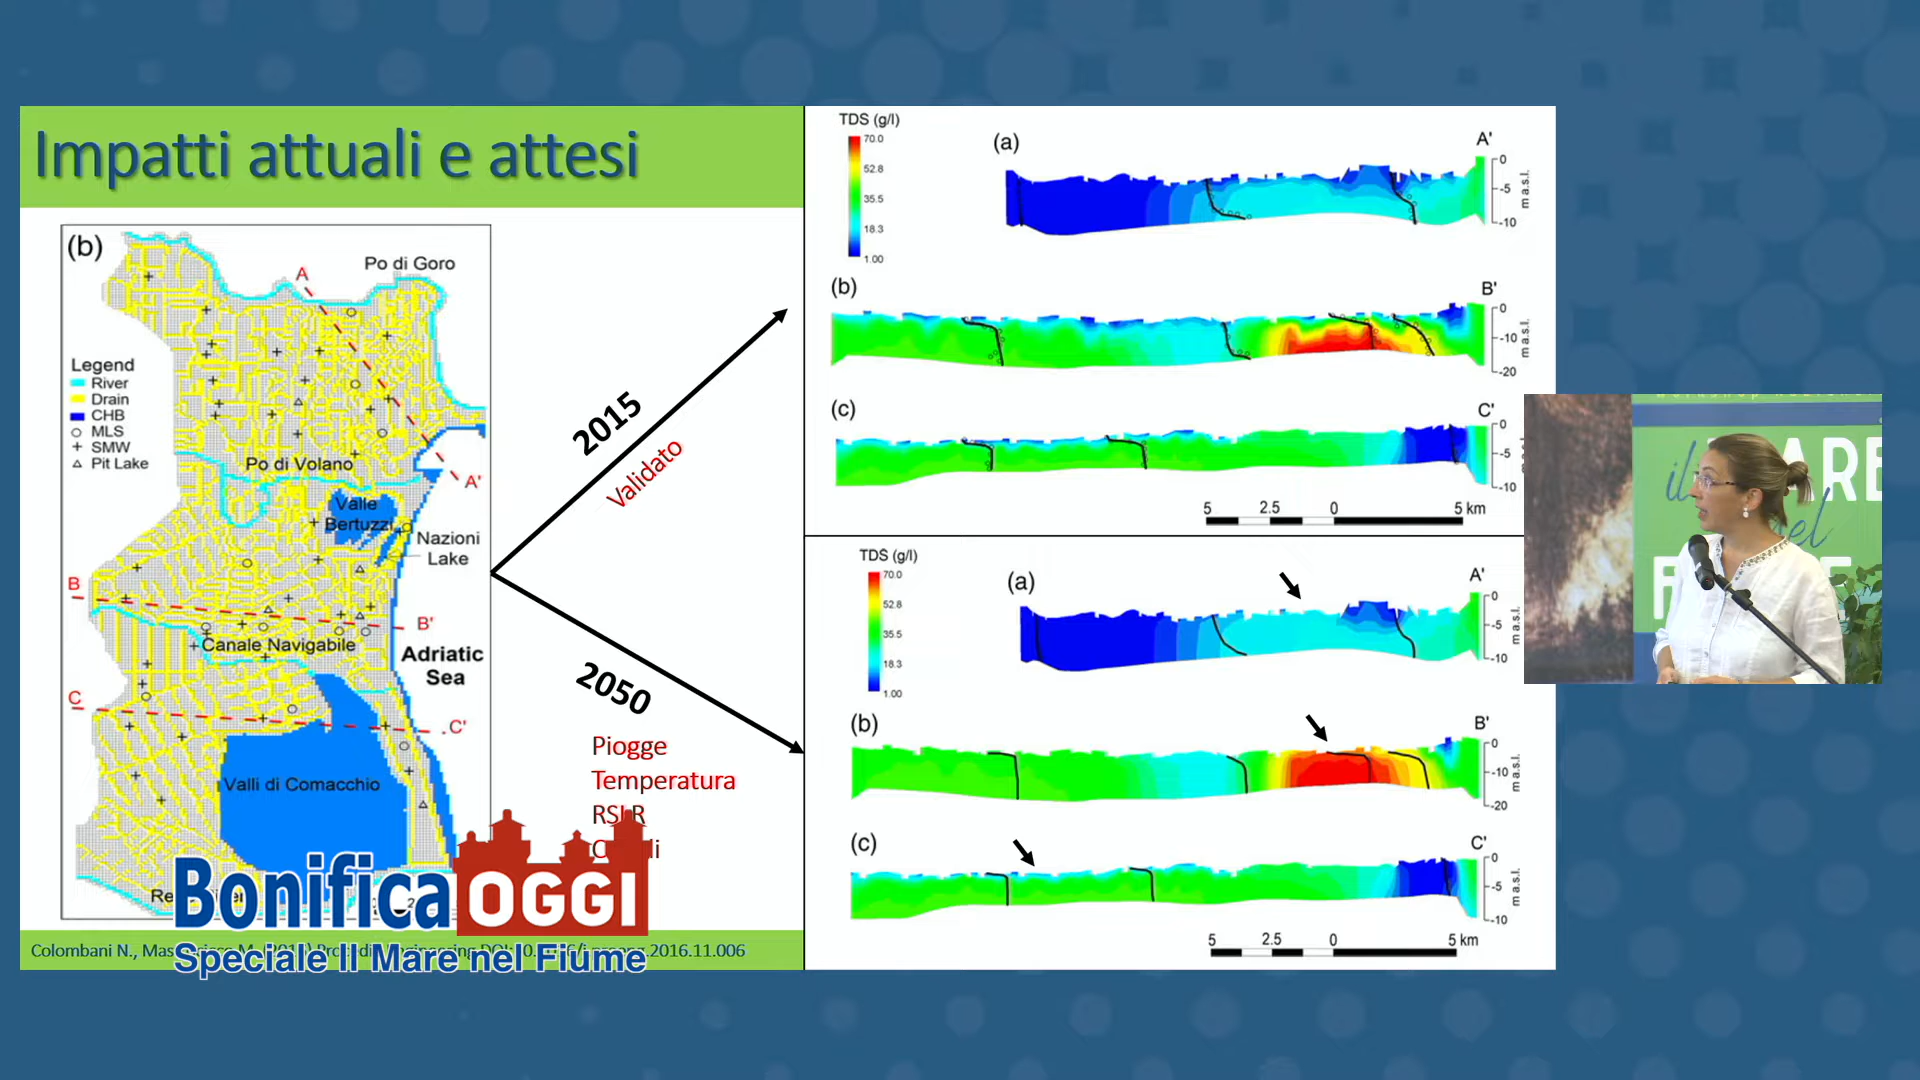 Impatti attuali e attesi
(b)
A
Po di Goro
Legend
River
Drain
CHB
MLS
SMW
Pit Lake
Po di Volano
A'
Valle
Bertuzzi
Nazioni
Lake
B
B'
Canale Navigabile
Adriatic
Sea
C
C'
Valli di Comacchio
2015
Validato
2050
Piogge
Temperatura
RSLR
Bonifica OGGI
Speciale Il Mare nel Fiume
Colombani N.,
.2016.11.006
TDS (g/l)
70.0
52.8
35.5
18.3
1.00
(a)
A'
0
-5
-10
m a.s.l.
(b)
B'
0
-10
-20
m a.s.l.
(c)
C'
0
-5
-10
5 2.5 0 5 km
TDS (g/l)
70.0
52.8
35.5
18.3
1.00
(a)
A'
0
-5
-10
m a.s.l.
(b)
B'
0
-10
-20
m a.s.l.
(c)
C'
0
-5
-10
m a.s.l.
5 2.5 0 5 km
il